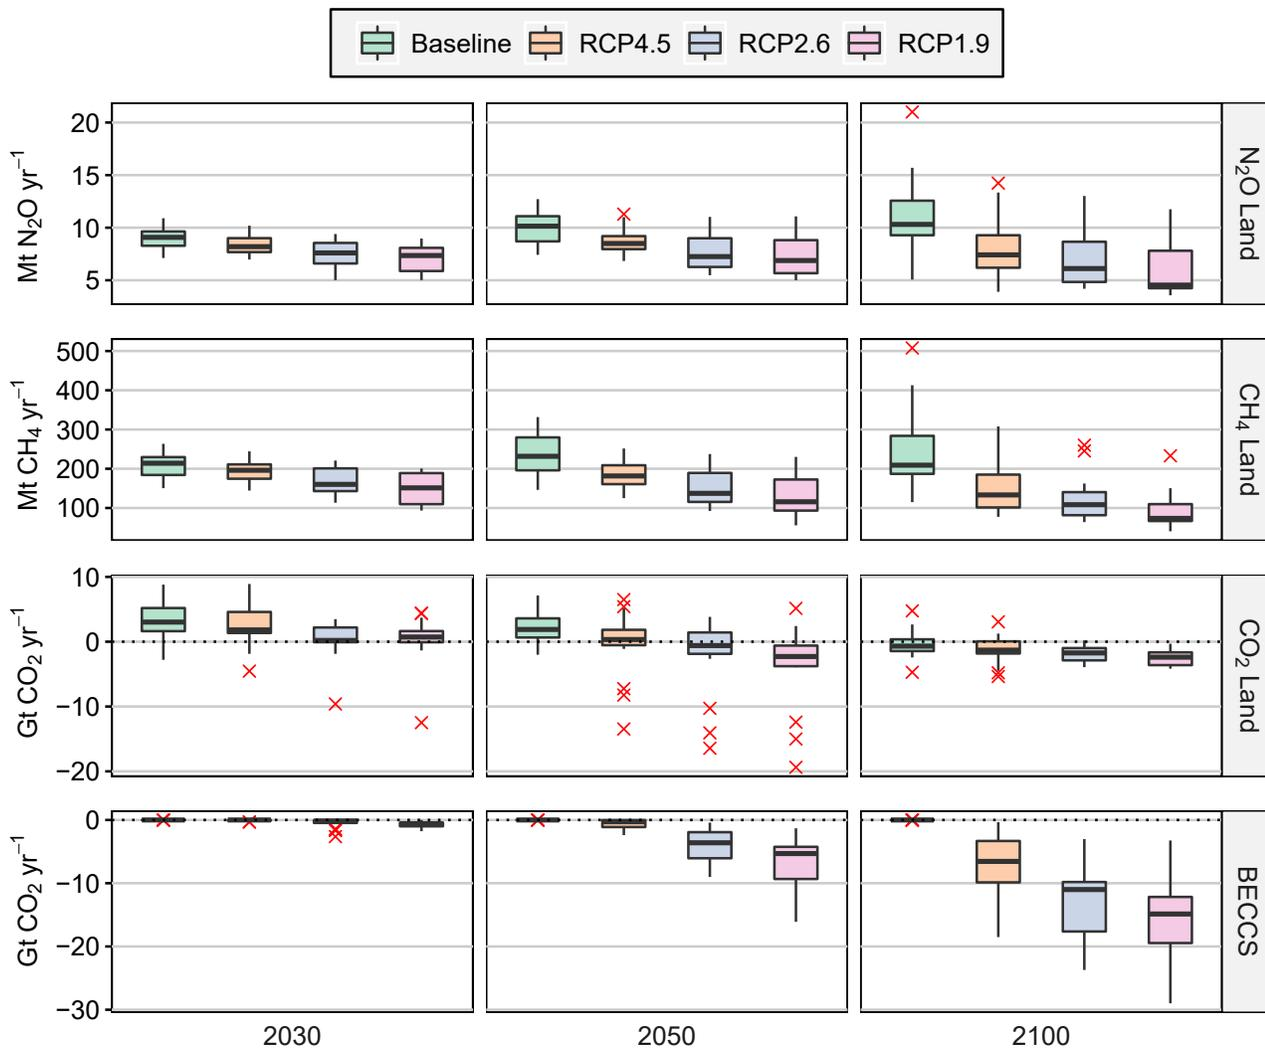 Baseline RCP4.5 RCP2.6 RCP1.9
Mt N₂O yr⁻¹
20
15
10
5
N₂O Land
Mt CH₄ yr⁻¹
500
400
300
200
100
CH₄ Land
Gt CO₂ yr⁻¹
10
0
−10
−20
CO₂ Land
Gt CO₂ yr⁻¹
0
−10
−20
−30
BECCS
2030 2050 2100